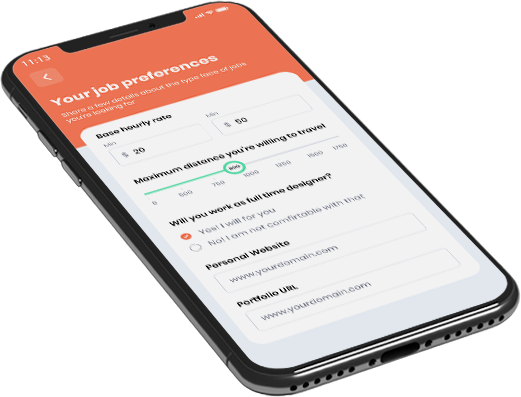 11:13
Your job preferences
Share a few details about the type face of jobs
you're looking for
Base hourly rate
Min
Min
$ 20
$ 50
Maximum distance you're willing to travel
900
0 500 750 1000 1250 1500 1750
Will you work as full time designer?
Yes! I will for you
No! I am not comfirtable with that
Personal Website
www.yourdomain.com
Portfolio URL
www.yourdomain.com